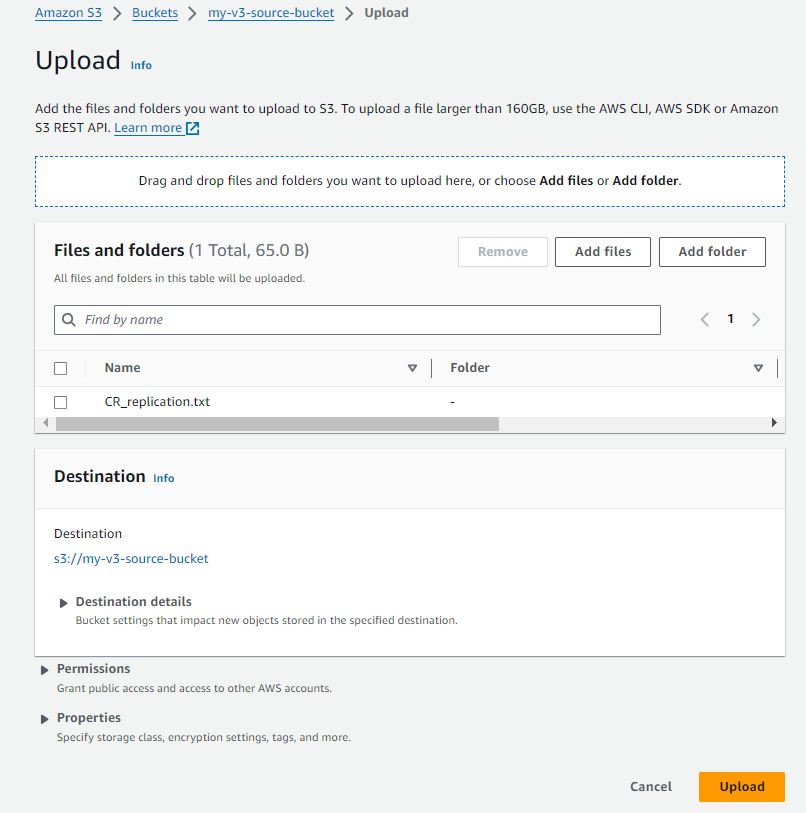 Amazon S3 > Buckets > my-v3-source-bucket > Upload
Upload Info
Add the files and folders you want to upload to S3. To upload a file larger than 160GB, use the AWS CLI, AWS SDK or Amazon
S3 REST API. Learn more
Drag and drop files and folders you want to upload here, or choose Add files or Add folder.
Files and folders (1 Total, 65.0 B)
Remove
Add files
Add folder
All files and folders in this table will be uploaded.
Find by name
1
Name
Folder
CR_replication.txt
-
Destination Info
Destination
s3://my-v3-source-bucket
Destination details
Bucket settings that impact new objects stored in the specified destination.
Permissions
Grant public access and access to other AWS accounts.
Properties
Specify storage class, encryption settings, tags, and more.
Cancel
Upload